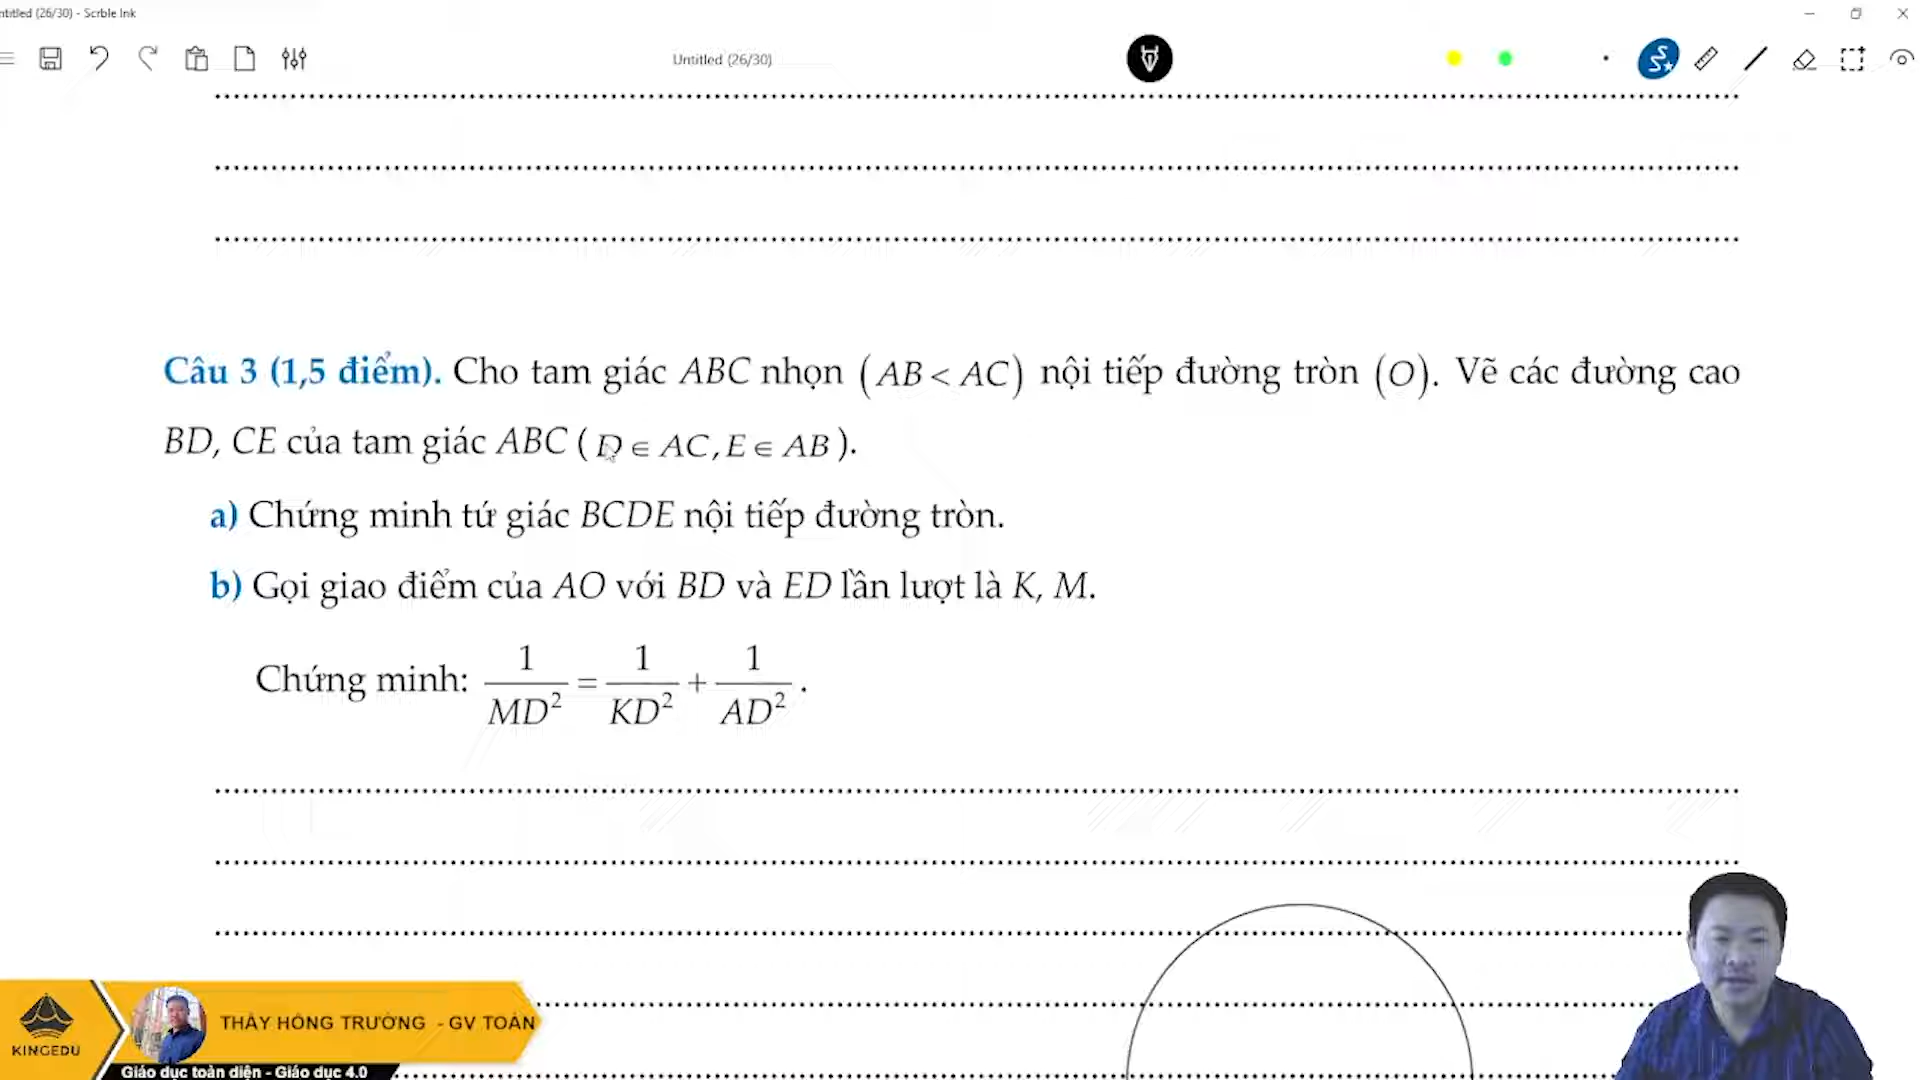 ntitled (26/30) - Scrble Ink
Untitled (26/30)
Câu 3 (1,5 điểm). Cho tam giác ABC nhọn (AB < AC) nội tiếp đường tròn (O). Vẽ các đường cao
BD, CE của tam giác ABC ( D ∈ AC, E ∈ AB ).
a) Chứng minh tứ giác BCDE nội tiếp đường tròn.
b) Gọi giao điểm của AO với BD và ED lần lượt là K, M.
Chứng minh: 1/MD² = 1/KD² + 1/AD².
THẦY HỒNG TRƯỜNG - GV TOÁN
KINGEDU
Giáo dục toàn diện - Giáo dục 4.0